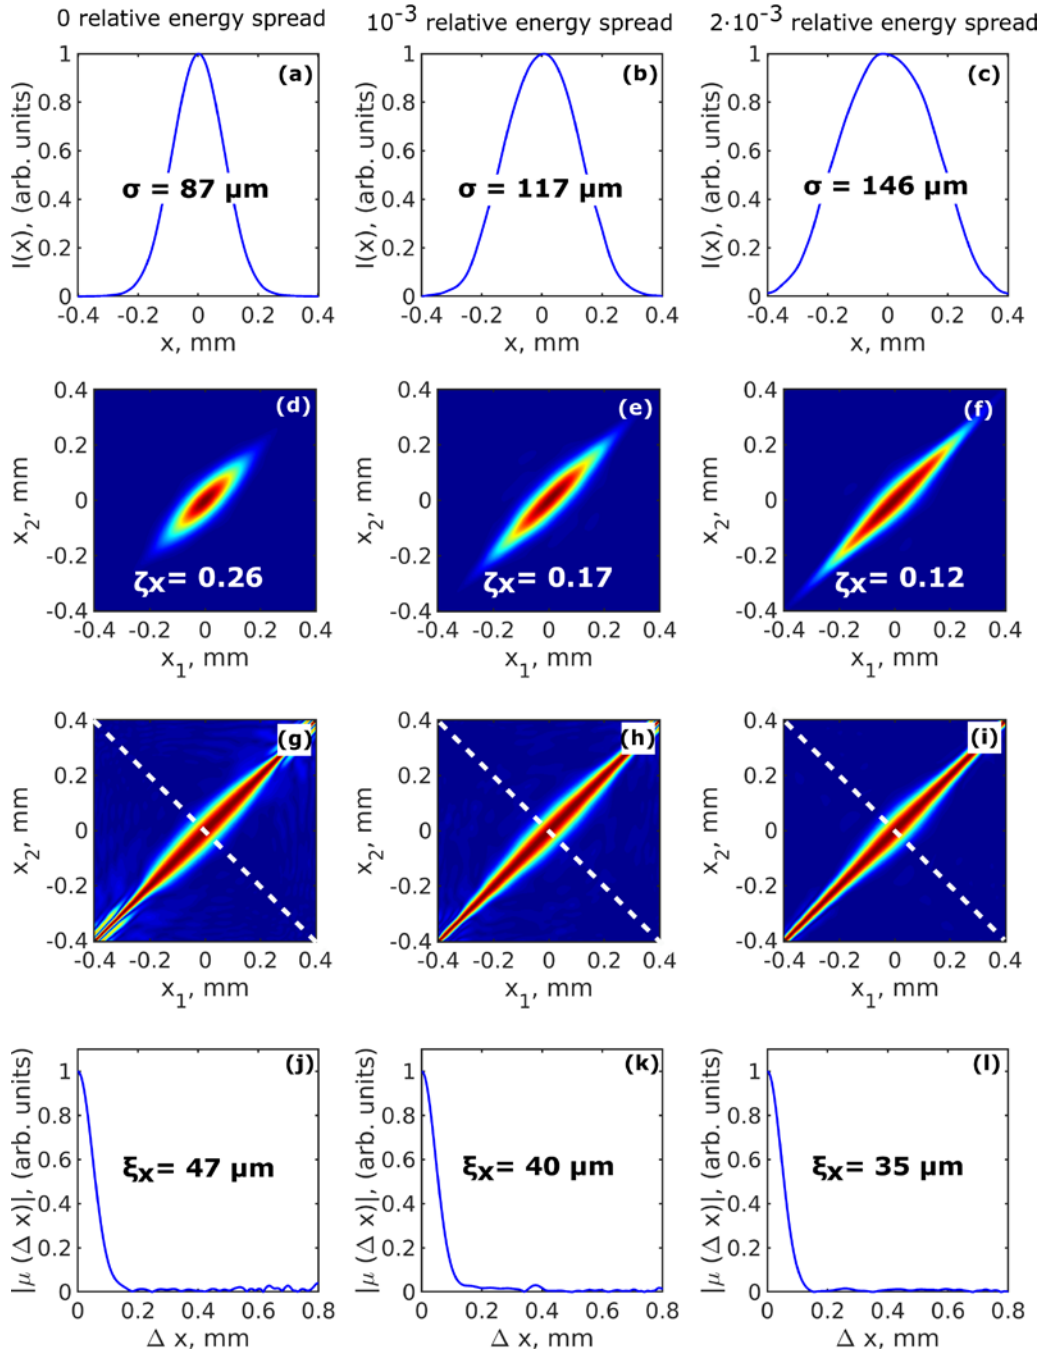 0 relative energy spread
10⁻³ relative energy spread
2·10⁻³ relative energy spread
I(x), (arb. units)
1
0.8
0.6
0.4
0.2
0
(a)
σ = 87 μm
-0.4 -0.2 0 0.2 0.4
x, mm
I(x), (arb. units)
1
0.8
0.6
0.4
0.2
0
(b)
σ = 117 μm
-0.4 -0.2 0 0.2 0.4
x, mm
I(x), (arb. units)
1
0.8
0.6
0.4
0.2
0
(c)
σ = 146 μm
-0.4 -0.2 0 0.2 0.4
x, mm
x₂, mm
0.4
0.2
0
-0.2
-0.4
(d)
ζx= 0.26
-0.4 -0.2 0 0.2 0.4
x₁, mm
x₂, mm
0.4
0.2
0
-0.2
-0.4
(e)
ζx= 0.17
-0.4 -0.2 0 0.2 0.4
x₁, mm
x₂, mm
0.4
0.2
0
-0.2
-0.4
(f)
ζx= 0.12
-0.4 -0.2 0 0.2 0.4
x₁, mm
x₂, mm
0.4
0.2
0
-0.2
-0.4
(g)
-0.4 -0.2 0 0.2 0.4
x₁, mm
x₂, mm
0.4
0.2
0
-0.2
-0.4
(h)
-0.4 -0.2 0 0.2 0.4
x₁, mm
x₂, mm
0.4
0.2
0
-0.2
-0.4
(i)
-0.4 -0.2 0 0.2 0.4
x₁, mm
|μ (Δ x)|, (arb. units)
1
0.8
0.6
0.4
0.2
0
(j)
ξx= 47 μm
0 0.2 0.4 0.6 0.8
Δ x, mm
|μ (Δ x)|, (arb. units)
1
0.8
0.6
0.4
0.2
0
(k)
ξx= 40 μm
0 0.2 0.4 0.6 0.8
Δ x, mm
|μ (Δ x)|, (arb. units)
1
0.8
0.6
0.4
0.2
0
(l)
ξx= 35 μm
0 0.2 0.4 0.6 0.8
Δ x, mm